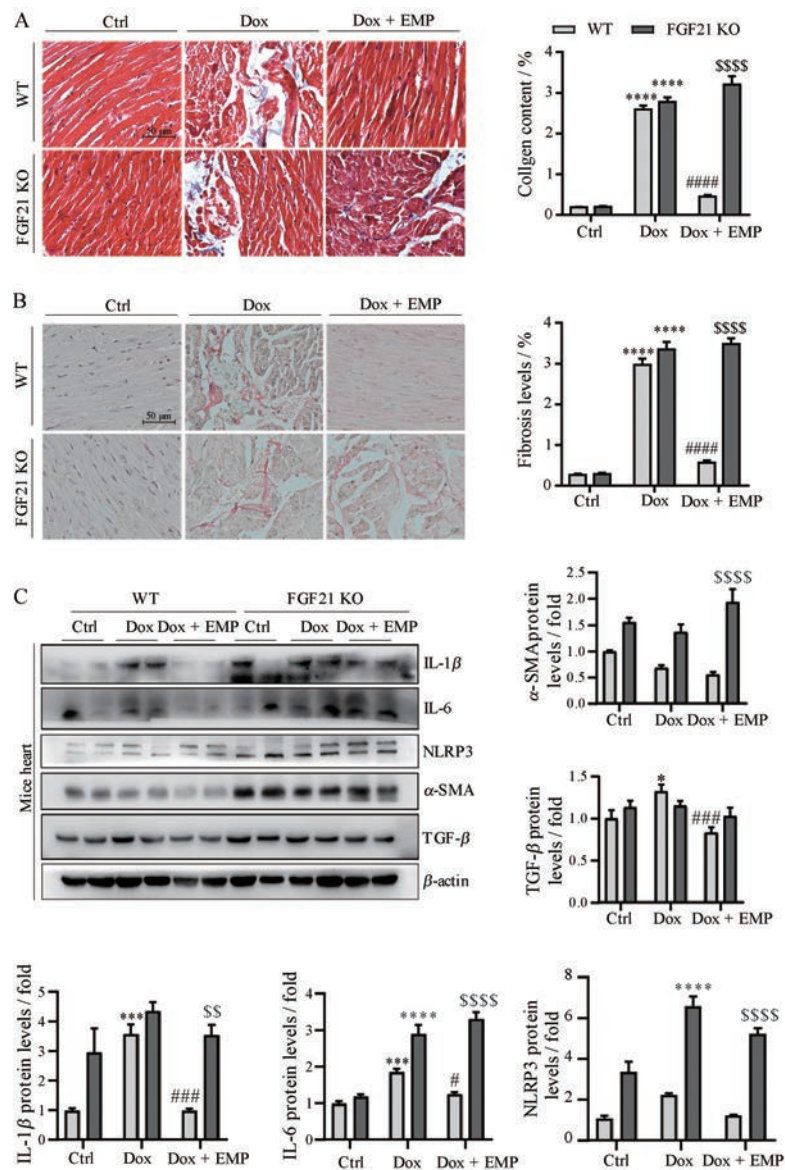 A
Ctrl
Dox
Dox + EMP
WT
50 μm
FGF21 KO
WT
FGF21 KO
Collgen content / %
4
3
2
1
0
****
****
####
$$$$
Ctrl
Dox
Dox + EMP
B
Ctrl
Dox
Dox + EMP
WT
50 μm
FGF21 KO
Fibrosis levels / %
4
3
2
1
0
****
****
####
$$$$
Ctrl
Dox
Dox + EMP
C
WT
FGF21 KO
Ctrl
Dox
Dox + EMP
Ctrl
Dox
Dox + EMP
Mice heart
IL-1β
IL-6
NLRP3
α-SMA
TGF-β
β-actin
α- SMAprotein
levels / fold
2.5
2.0
1.5
1.0
0.5
0.0
$$$$
Ctrl
Dox
Dox + EMP
TGF-β protein
levels / fold
1.5
1.0
0.5
0.0
*
###
Ctrl
Dox
Dox + EMP
IL-1β protein levels / fold
5
4
3
2
1
0
***
###
$$
Ctrl
Dox
Dox + EMP
IL-6 protein levels / fold
4
3
2
1
0
***
****
#
$$$$
Ctrl
Dox
Dox + EMP
NLRP3 protein
levels / fold
8
6
4
2
0
****
$$$$
Ctrl
Dox
Dox + EMP